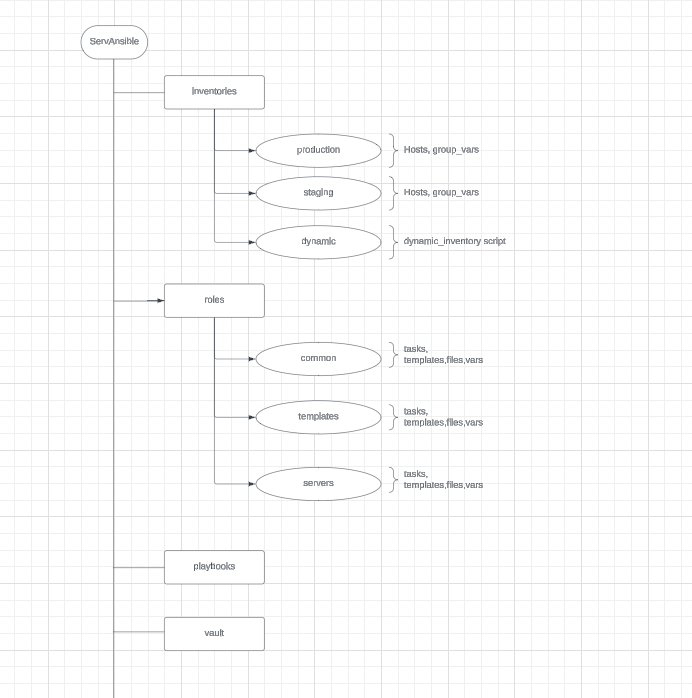 ServAnsible
inventories
production
Hosts, group_vars
staging
Hosts, group_vars
dynamic
dynamic_inventory script
roles
common
tasks,
templates,files,vars
templates
tasks,
templates,files,vars
servers
tasks,
templates,files,vars
playbooks
vault